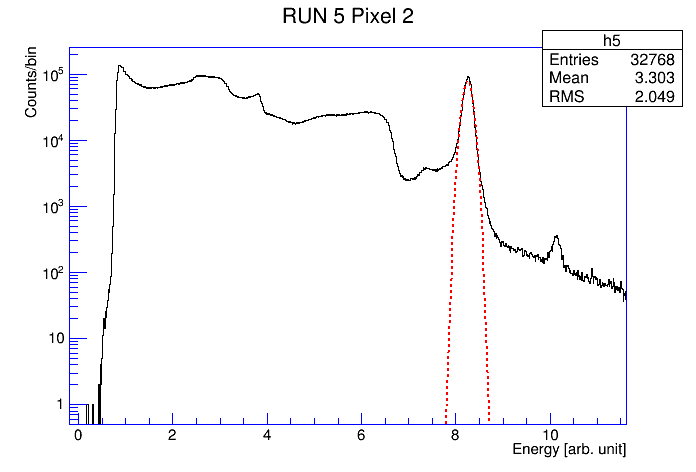 RUN 5 Pixel 2
h5
Entries 32768
Mean 3.303
RMS 2.049
Counts/bin
10^5
10^4
10^3
10^2
10
1
0 2 4 6 8 10
Energy [arb. unit]